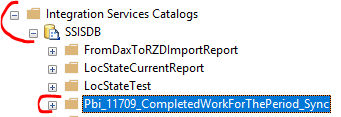 Integration Services Catalogs
SSISDB
FromDaxToRZDImportReport
LocStateCurrentReport
LocStateTest
Pbi_11709_CompletedWorkForThePeriod_Sync